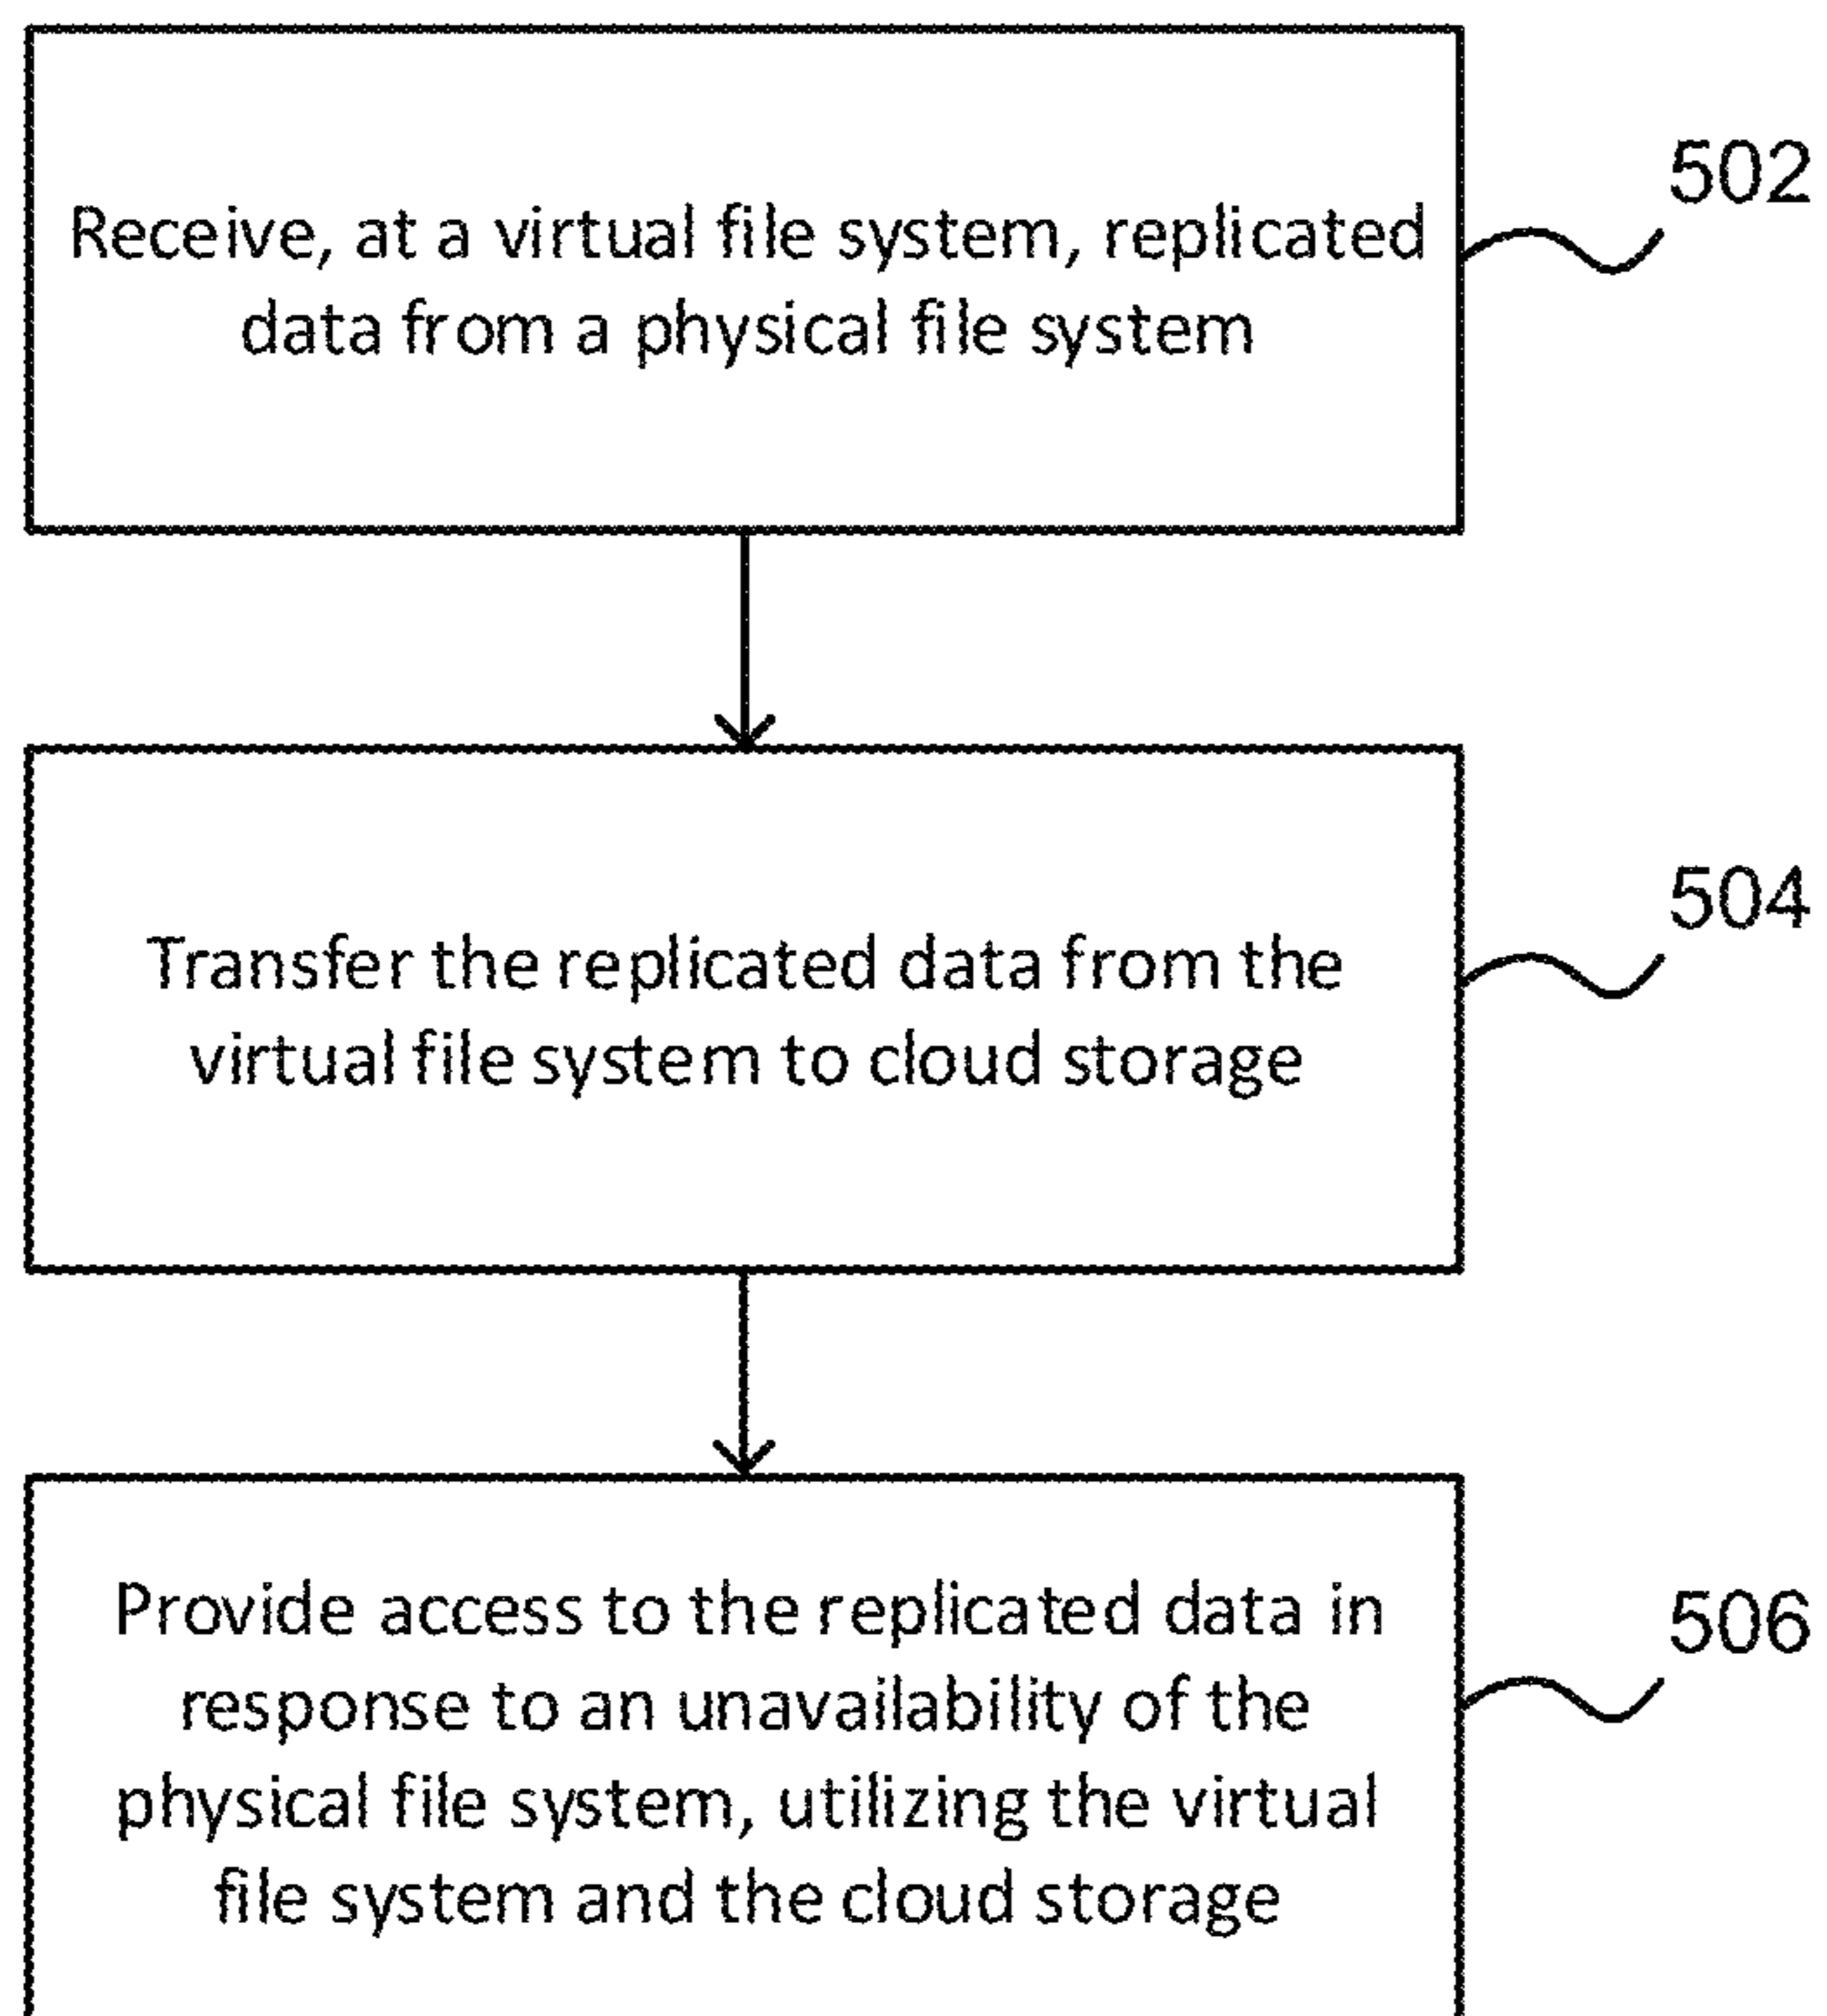 Receive, at a virtual file system, replicated
data from a physical file system
502
Transfer the replicated data from the
virtual file system to cloud storage
504
Provide access to the replicated data in
response to an unavailability of the
physical file system, utilizing the virtual
file system and the cloud storage
506